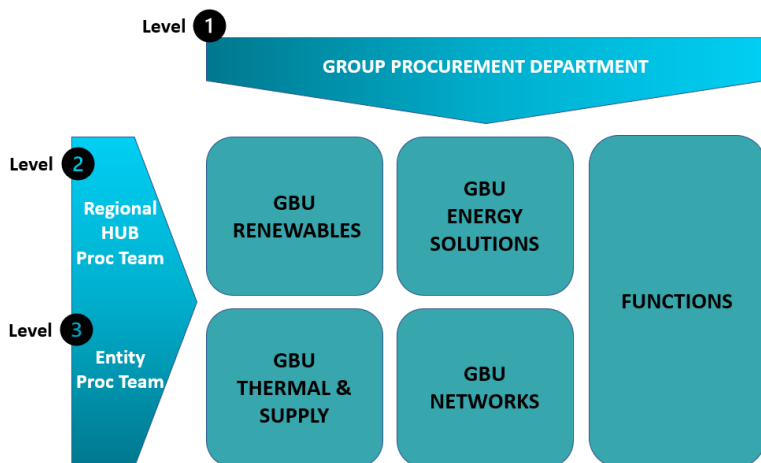 Level 1
GROUP PROCUREMENT DEPARTMENT
Level 2
Regional
HUB
Proc Team
GBU
RENEWABLES
GBU
ENERGY
SOLUTIONS
FUNCTIONS
Level 3
Entity
Proc Team
GBU
THERMAL &
SUPPLY
GBU
NETWORKS